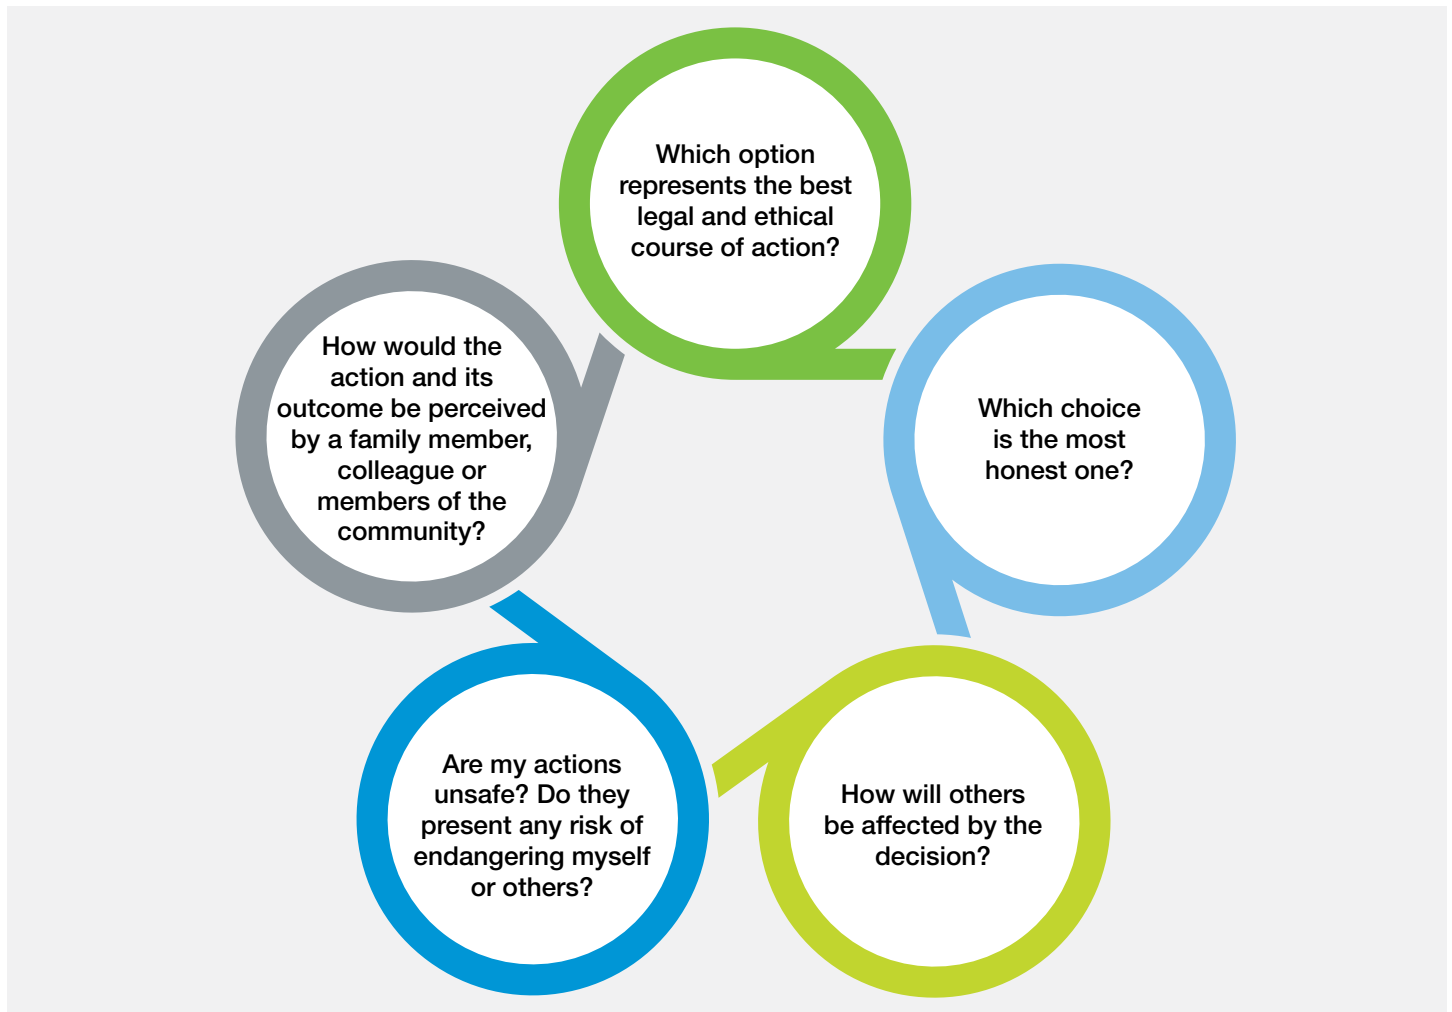 Which option
represents the best
legal and ethical
course of action?
Which choice
is the most
honest one?
How will others
be affected by the
decision?
Are my actions
unsafe? Do they
present any risk of
endangering myself
or others?
How would the
action and its
outcome be perceived
by a family member,
colleague or
members of the
community?